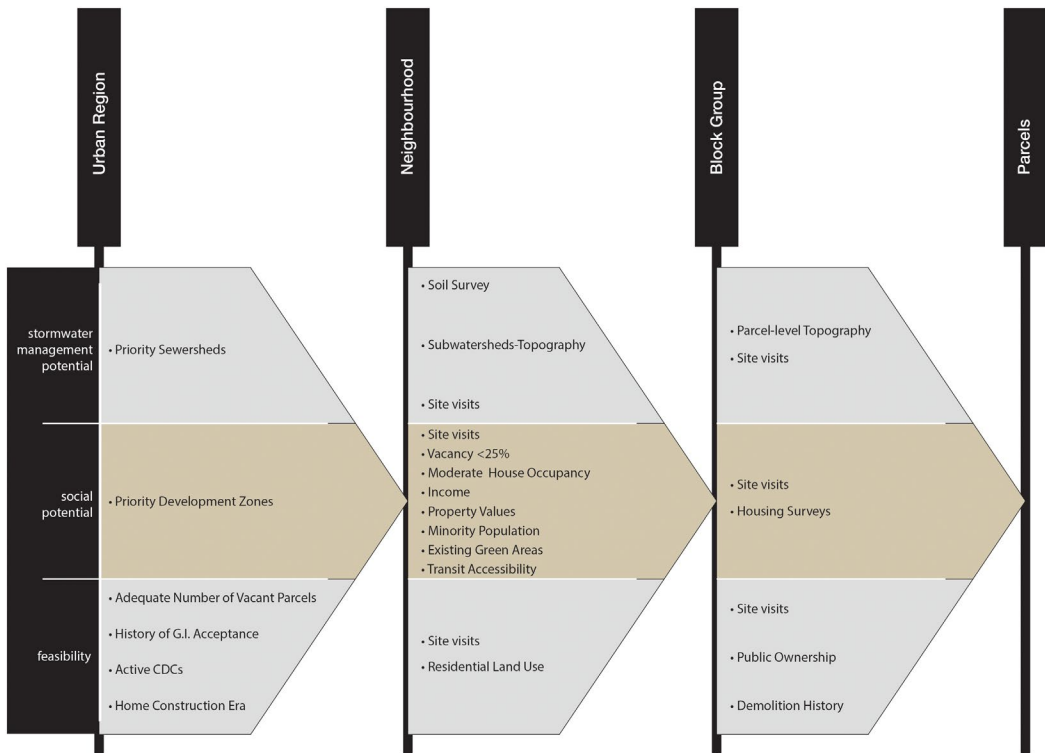 Urban Region
Neighbourhood
Block Group
Parcels
stormwater
management
potential
• Priority Sewersheds
• Soil Survey
• Subwatersheds-Topography
• Site visits
• Parcel-level Topography
• Site visits
social
potential
• Priority Development Zones
• Site visits
• Vacancy <25%
• Moderate House Occupancy
• Income
• Property Values
• Minority Population
• Existing Green Areas
• Transit Accessibility
• Site visits
• Housing Surveys
feasibility
• Adequate Number of Vacant Parcels
• History of G.I. Acceptance
• Active CDCs
• Home Construction Era
• Site visits
• Residential Land Use
• Site visits
• Public Ownership
• Demolition History